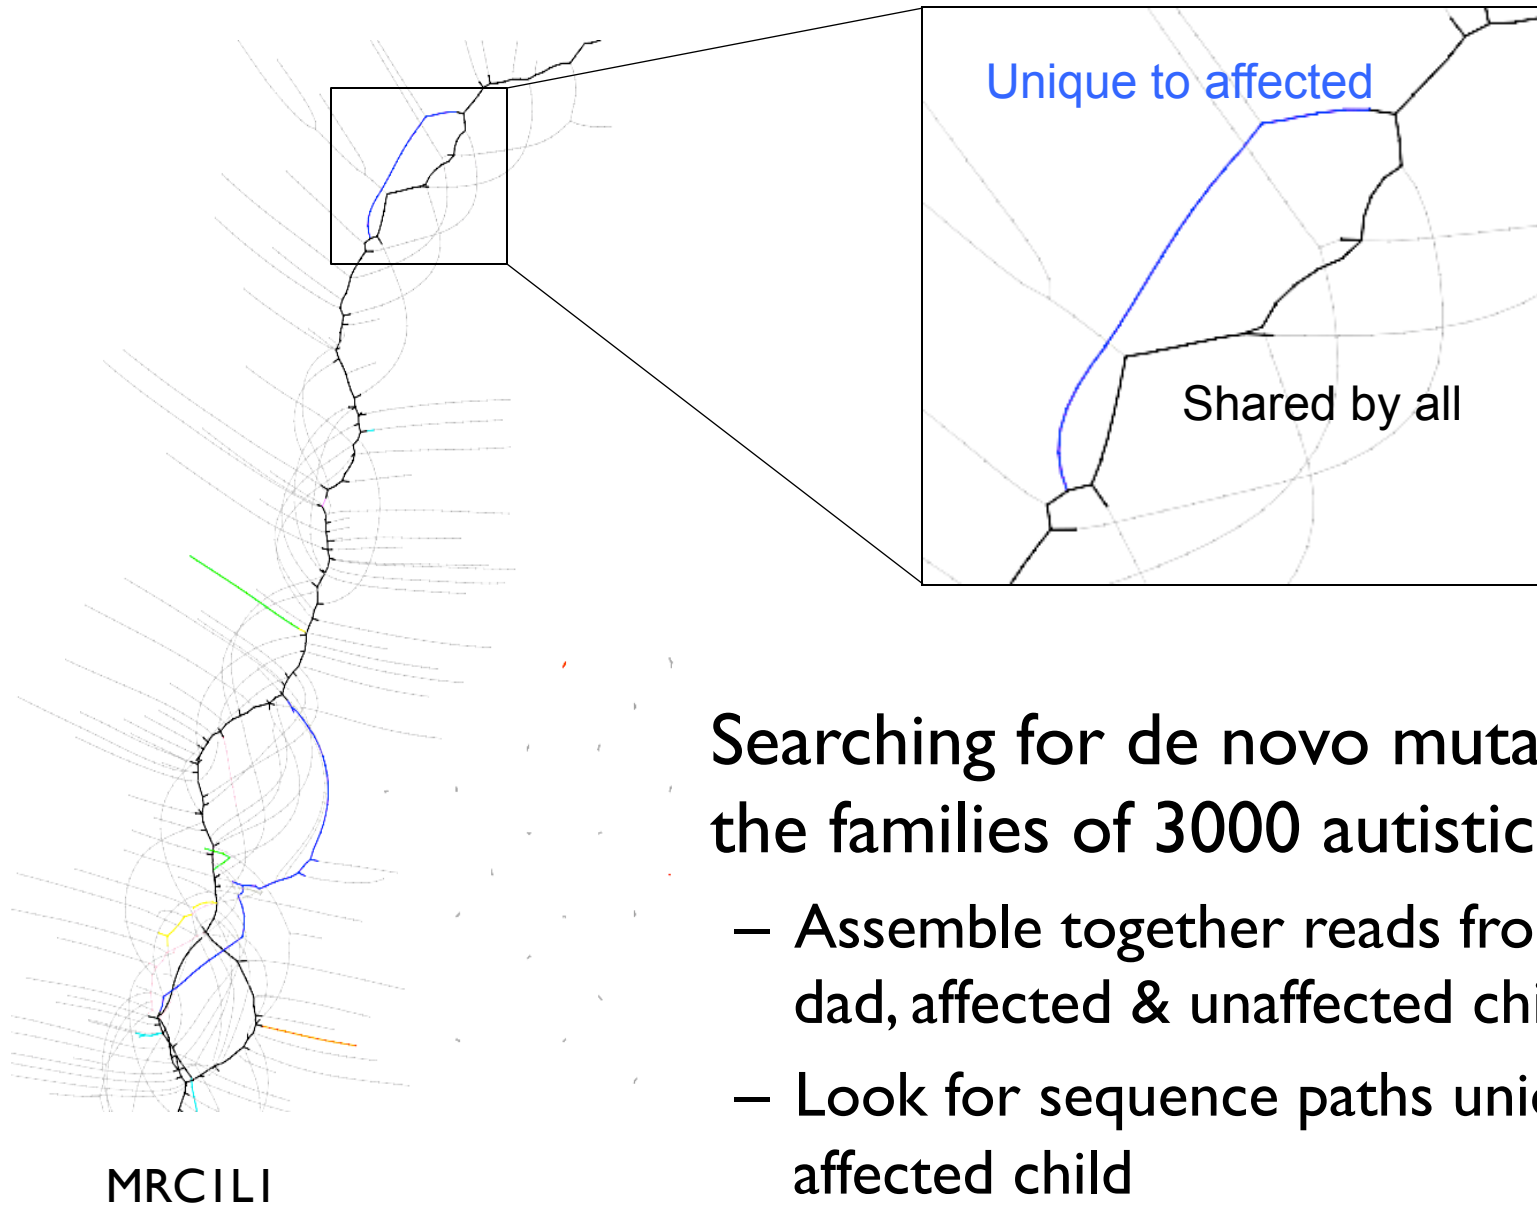 Unique to affected
Shared by all
Searching for de novo muta
the families of 3000 autistic
– Assemble together reads fro
dad, affected & unaffected chi
– Look for sequence paths uni
affected child
MRC1L1